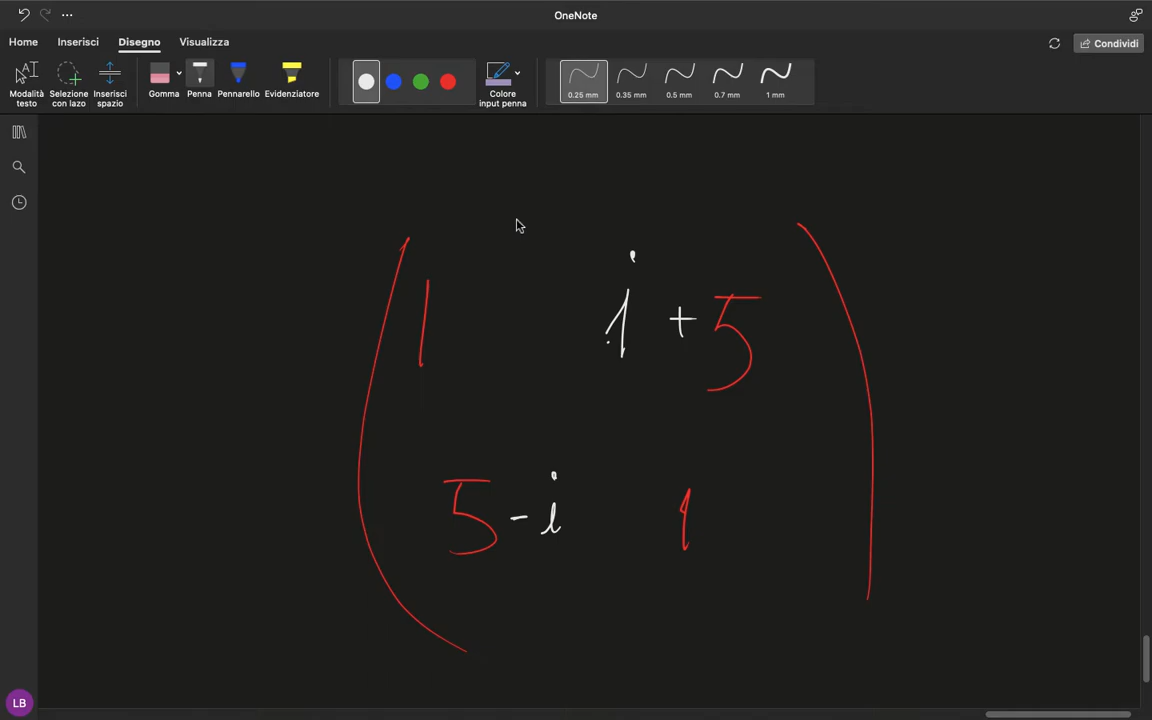 OneNote
Home Inserisci Disegno Visualizza
Condividi
Modalità testo
Selezione con lazo
Inserisci spazio
Gomma
Penna
Pennarello
Evidenziatore
Colore input penna
0.25 mm
0.35 mm
0.5 mm
0.7 mm
1 mm
1 i + 5
5 - i 1
LB